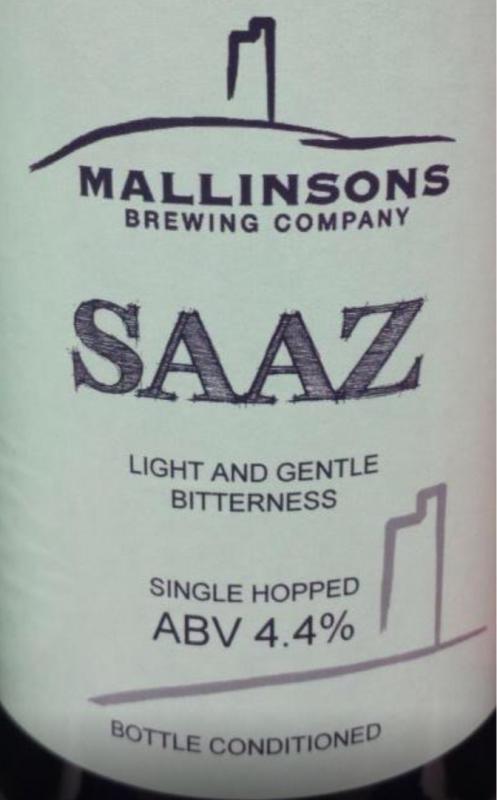 MALLINSONS
BREWING COMPANY
SAAZ
LIGHT AND GENTLE
BITTERNESS
SINGLE HOPPED
ABV 4.4%
BOTTLE CONDITIONED